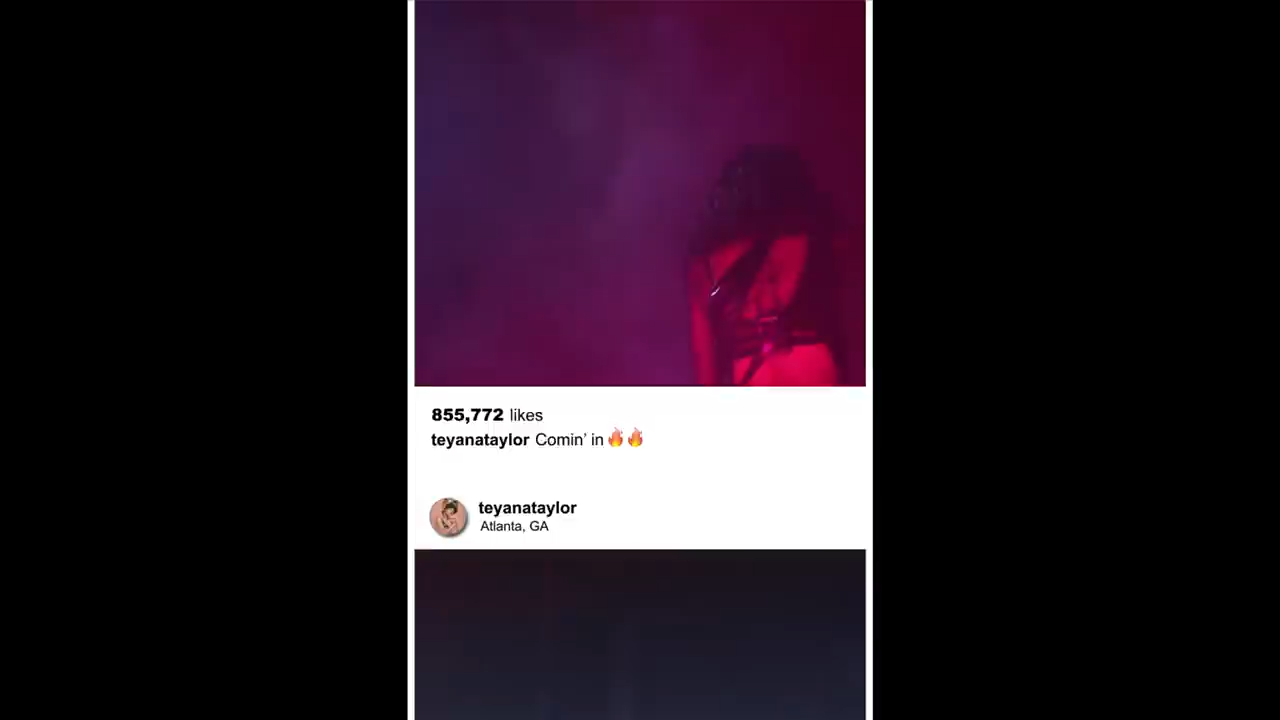 855,772 likes
teyanataylor Comin’ in🔥🔥
teyanataylor
Atlanta, GA